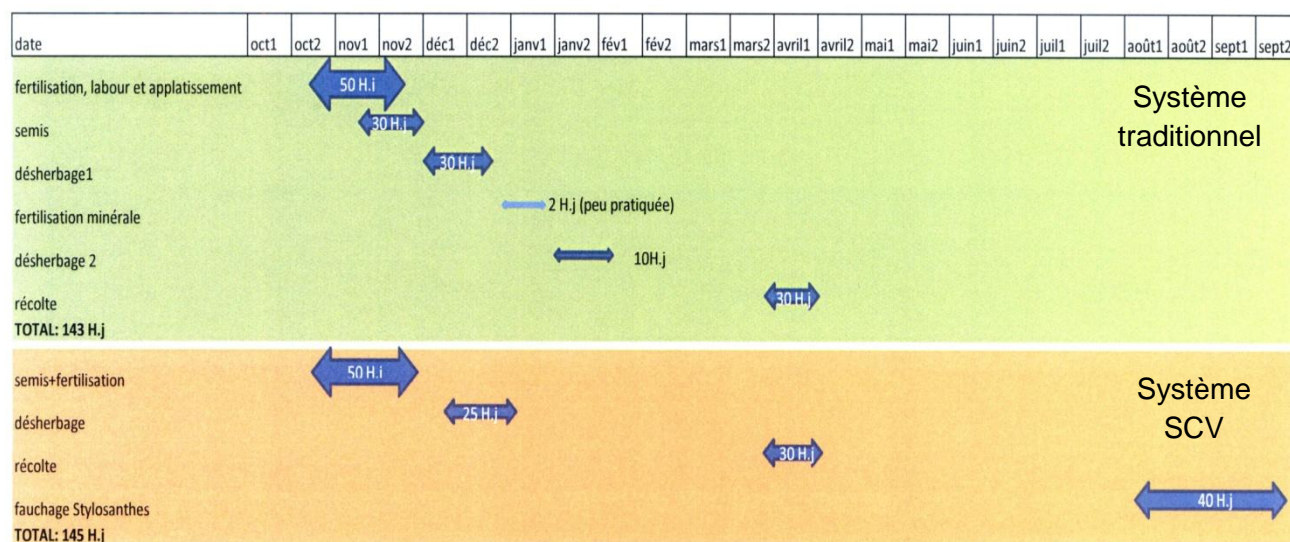 date oct1 oct2 nov1 nov2 déc1 déc2 janv1 janv2 fév1 fév2 mars1 mars2 avril1 avril2 mai1 mai2 juin1 juin2 juil1 juil2 août1 août2 sept1 sept2
Système
traditionnel
fertilisation, labour et applatissement 50 H.j
semis 30 H.j
désherbage1 30 H.j
fertilisation minérale 2 H.j (peu pratiquée)
désherbage 2 10H.j
récolte 30 H.j
TOTAL: 143 H.j
Système
SCV
semis+fertilisation 50 H.j
désherbage 25 H.j
récolte 30 H.j
fauchage Stylosanthes 40 H.j
TOTAL: 145 H.j